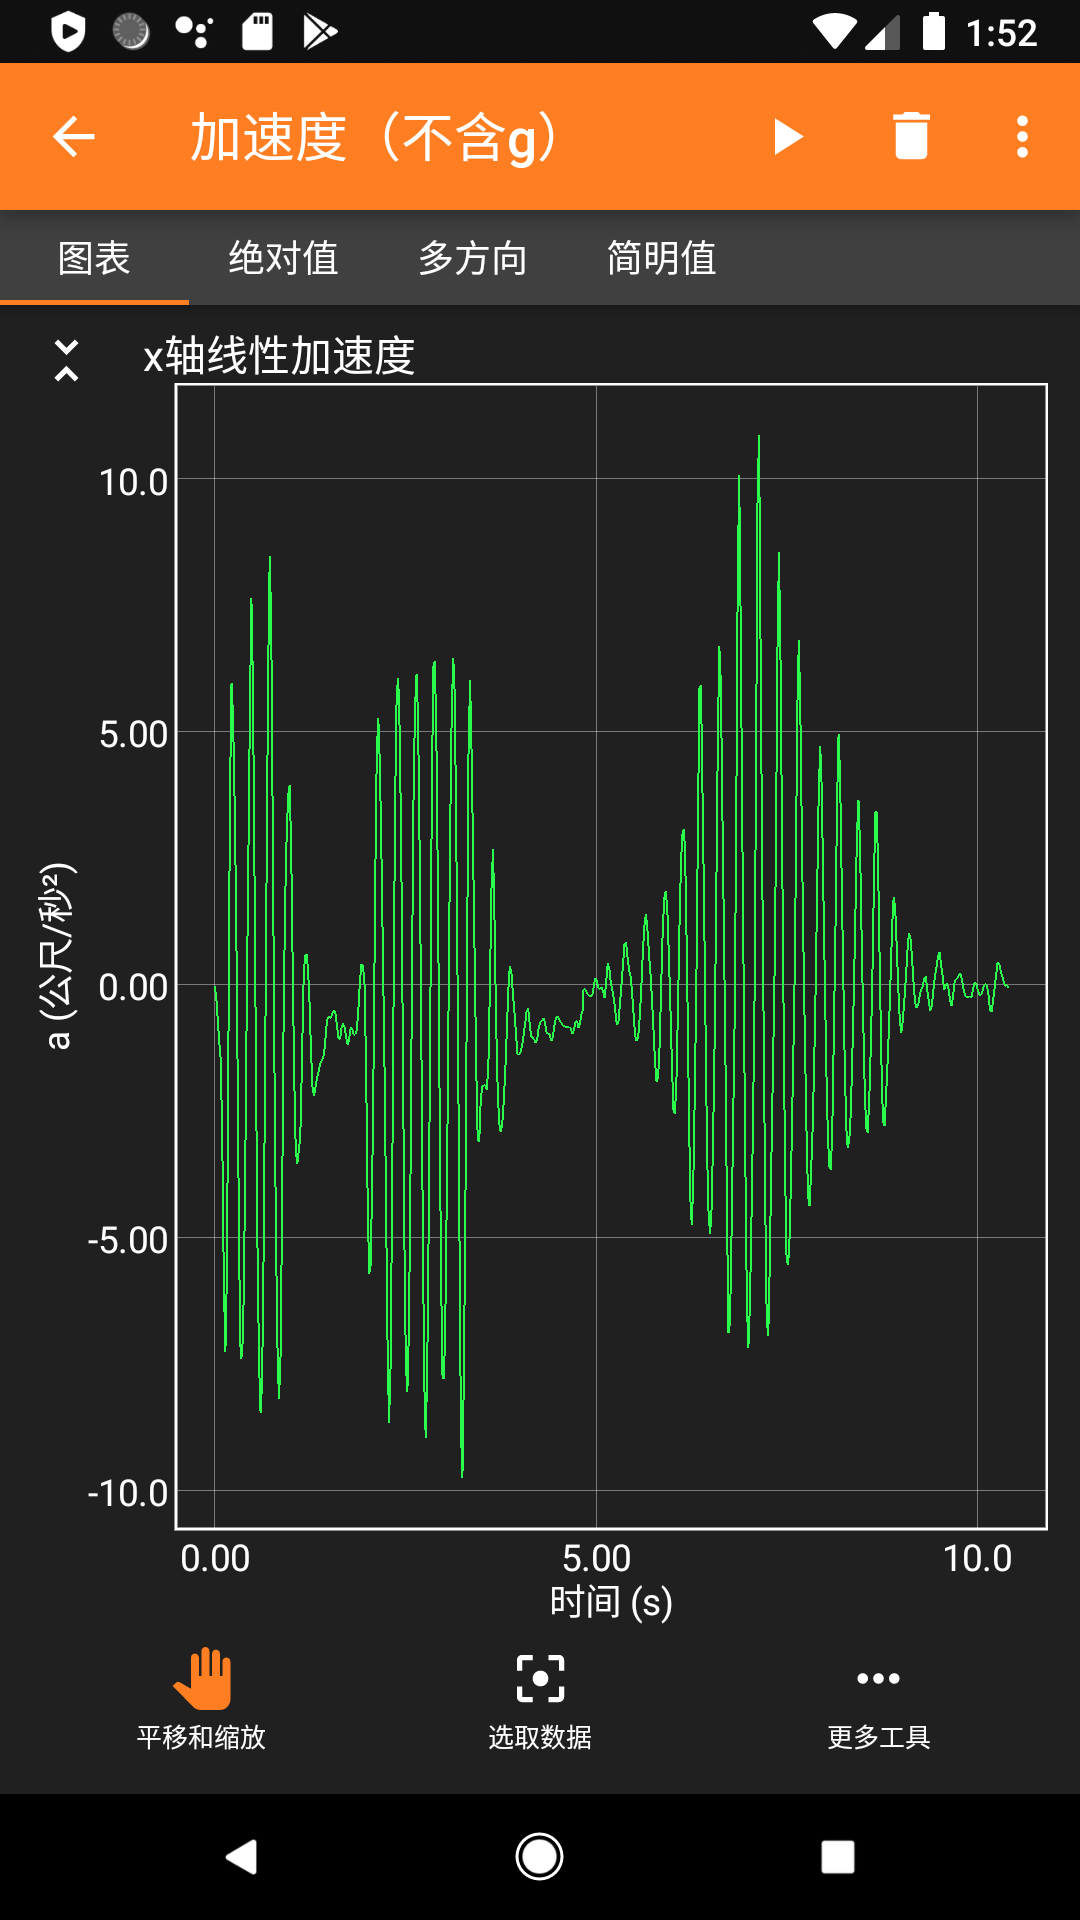 1:52
加速度（不含g）
图表 绝对值 多方向 简明值
x轴线性加速度
10.0
5.00
0.00
-5.00
-10.0
a (公尺/秒²)
0.00 5.00 10.0
时间 (s)
平移和缩放 选取数据 更多工具